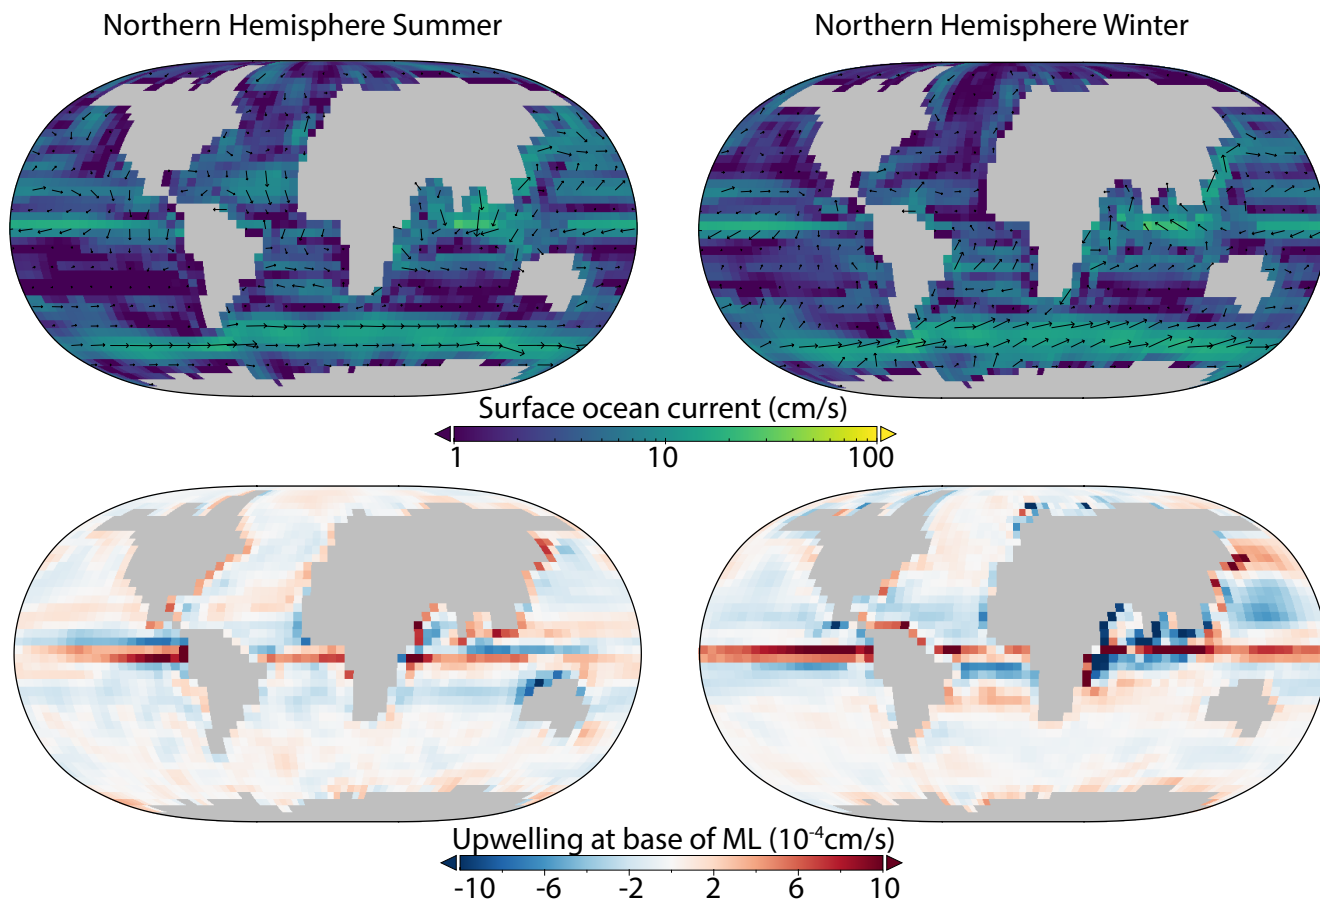 Northern Hemisphere Summer
Northern Hemisphere Winter
Surface ocean current (cm/s)
1 10 100
Upwelling at base of ML (10⁻⁴cm/s)
-10 -6 -2 2 6 10